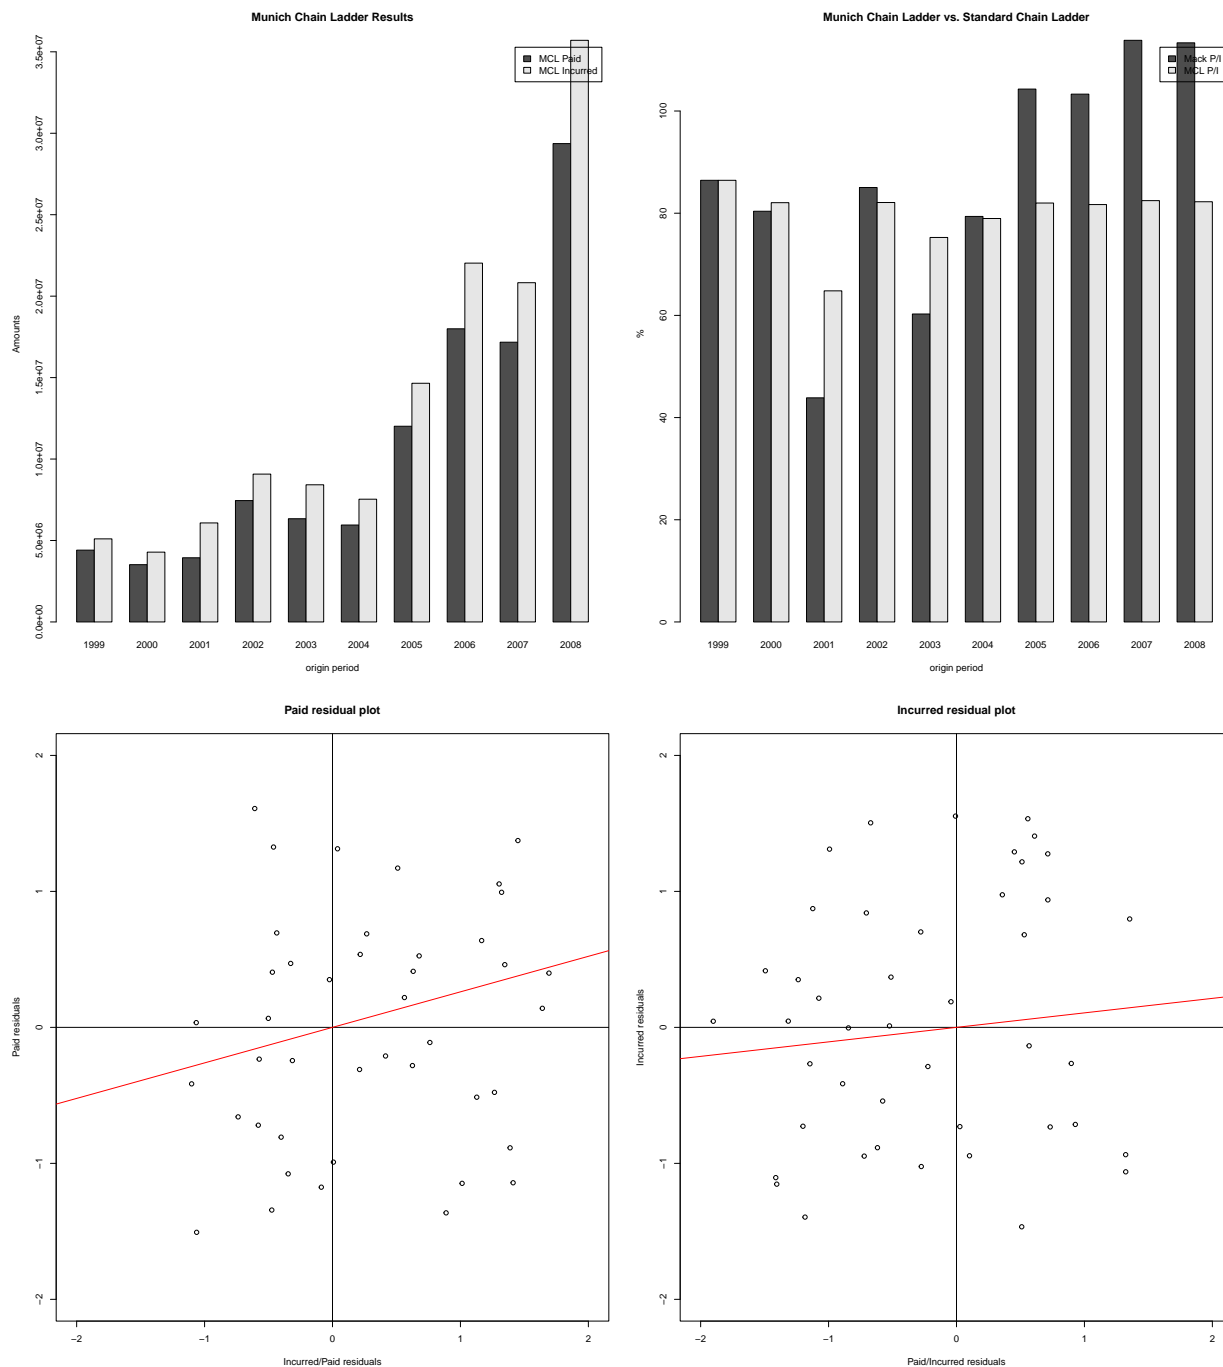 Munich Chain Ladder Results
MCL Paid
MCL Incurred
3.5e+07
3.0e+07
2.5e+07
2.0e+07
1.5e+07
1.0e+07
5.0e+06
0.0e+00
Amounts
1999 2000 2001 2002 2003 2004 2005 2006 2007 2008
origin period
Munich Chain Ladder vs. Standard Chain Ladder
Mack P/I
MCL P/I
100
80
60
40
20
0
%
1999 2000 2001 2002 2003 2004 2005 2006 2007 2008
origin period
Paid residual plot
2
1
0
−1
−2
Paid residuals
−2 −1 0 1 2
Incurred/Paid residuals
Incurred residual plot
2
1
0
−1
−2
Incurred residuals
−2 −1 0 1 2
Paid/Incurred residuals